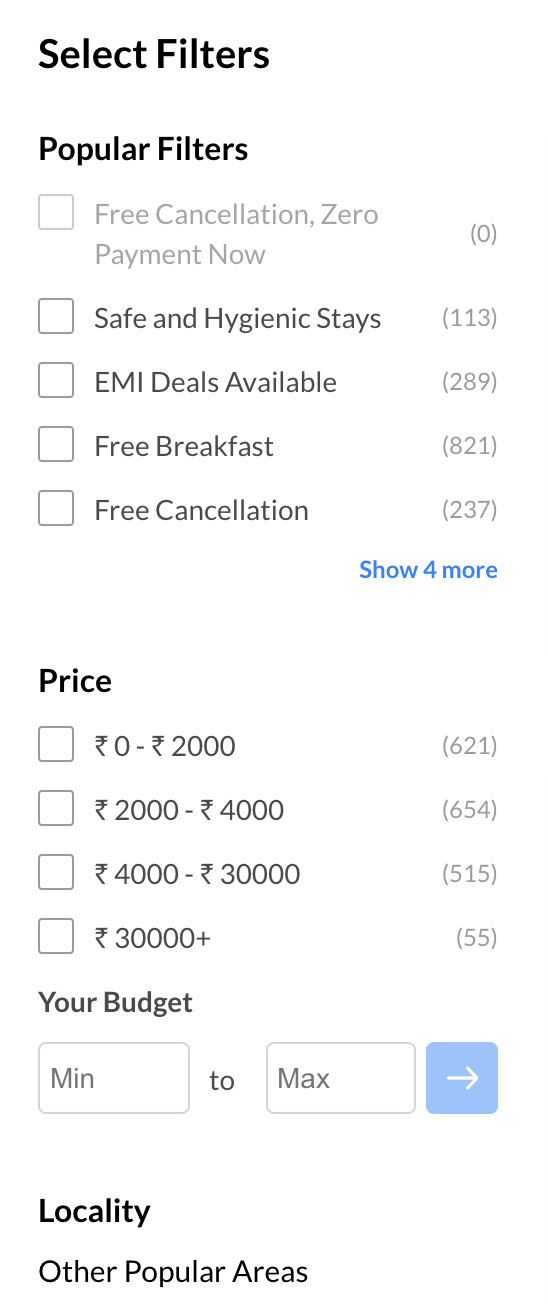 Select Filters
Popular Filters
Free Cancellation, Zero
Payment Now
(0)
Safe and Hygienic Stays (113)
EMI Deals Available (289)
Free Breakfast (821)
Free Cancellation (237)
Show 4 more
Price
₹ 0 - ₹ 2000 (621)
₹ 2000 - ₹ 4000 (654)
₹ 4000 - ₹ 30000 (515)
₹ 30000+ (55)
Your Budget
Min to Max
Locality
Other Popular Areas